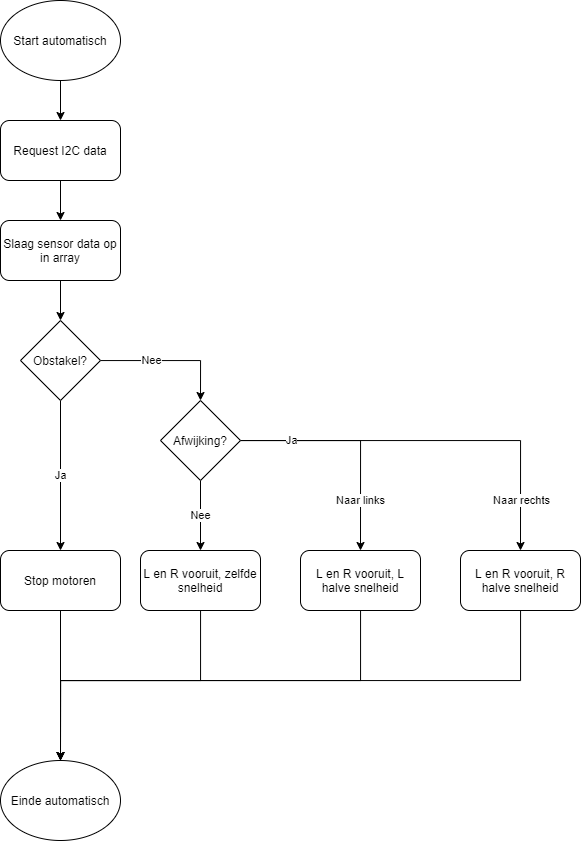 Start automatisch
Request I2C data
Slaag sensor data op
in array
Obstakel?
Nee
Afwijking?
Ja
Ja
Nee
Naar links
Naar rechts
Stop motoren
L en R vooruit, zelfde
snelheid
L en R vooruit, L
halve snelheid
L en R vooruit, R
halve snelheid
Einde automatisch